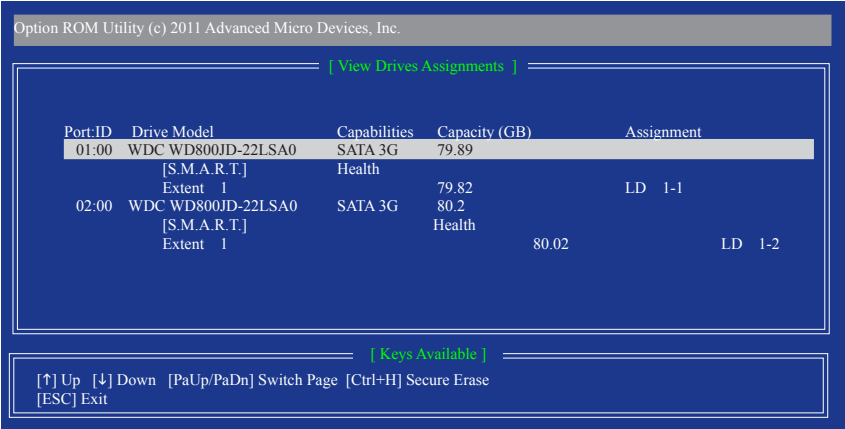 Option ROM Utility (c) 2011 Advanced Micro Devices, Inc.
[ View Drives Assignments ]
Port:ID Drive Model Capabilities Capacity (GB) Assignment
01:00 WDC WD800JD-22LSA0 SATA 3G 79.89
[S.M.A.R.T.] Health
Extent 1 79.82 LD 1-1
02:00 WDC WD800JD-22LSA0 SATA 3G 80.2
[S.M.A.R.T.] Health
Extent 1 80.02 LD 1-2
[ Keys Available ]
[↑] Up [↓] Down [PaUp/PaDn] Switch Page [Ctrl+H] Secure Erase
[ESC] Exit